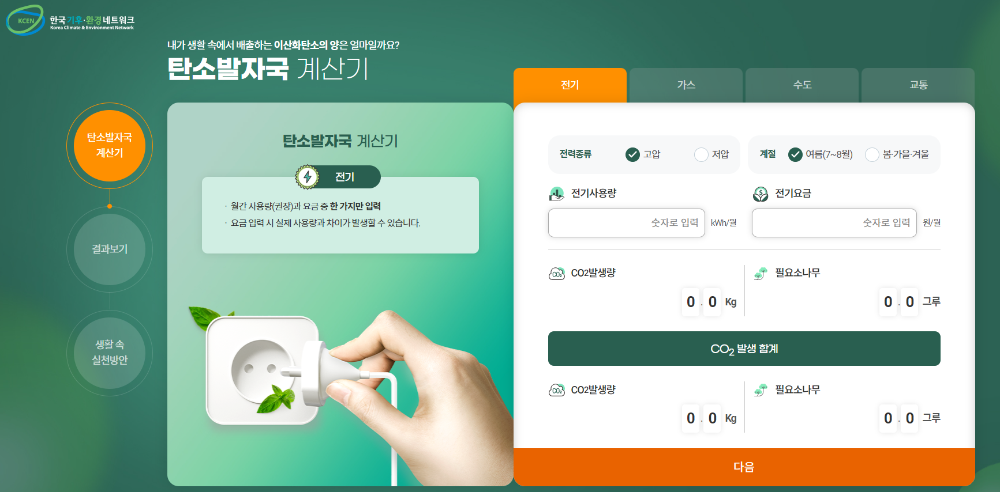 KCEN
한국기후·환경네트워크
Korea Climate & Environment Network
내가 생활 속에서 배출하는 이산화탄소의 양은 얼마일까요?
탄소발자국 계산기
전기
가스
수도
교통
탄소발자국
계산기
결과보기
생활 속
실천방안
탄소발자국 계산기
전기
· 월간 사용량(권장)과 요금 중 한 가지만 입력
· 요금 입력 시 실제 사용량과 차이가 발생할 수 있습니다.
전력종류
고압
저압
계절
여름(7~8월)
봄·가을·겨울
전기사용량
숫자로 입력 kWh/월
전기요금
숫자로 입력 원/월
CO₂ CO2발생량
0.0 Kg
필요소나무
0.0 그루
CO₂ 발생 합계
CO₂ CO2발생량
0.0 Kg
필요소나무
0.0 그루
다음